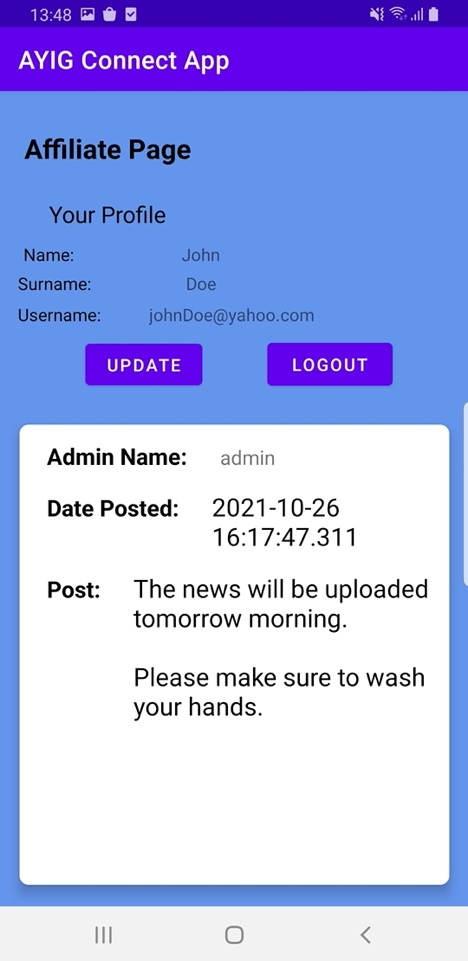 13:48
AYIG Connect App
Affiliate Page
Your Profile
Name: John
Surname: Doe
Username: johnDoe@yahoo.com
UPDATE LOGOUT
Admin Name: admin
Date Posted: 2021-10-26
16:17:47.311
Post: The news will be uploaded
tomorrow morning.
Please make sure to wash
your hands.